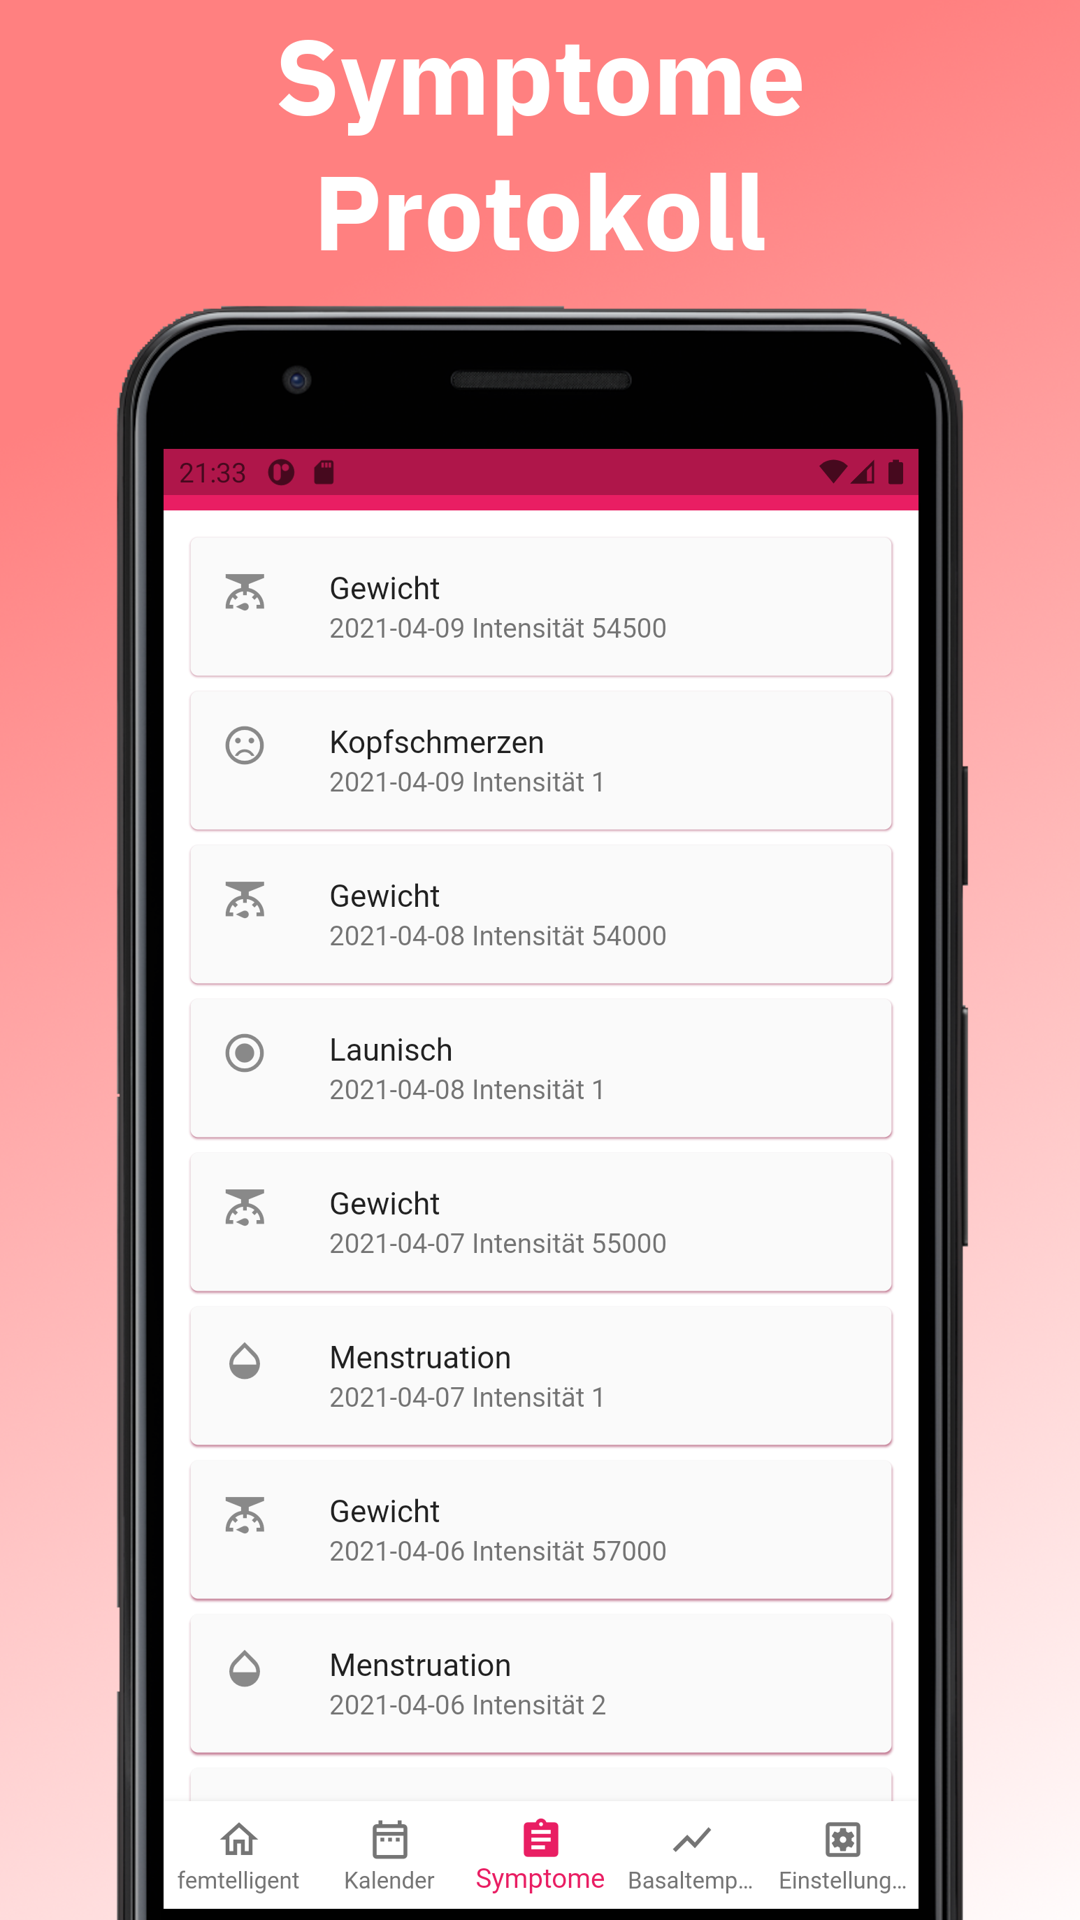 Symptome
Protokoll
21:33
Gewicht
2021-04-09 Intensität 54500
Kopfschmerzen
2021-04-09 Intensität 1
Gewicht
2021-04-08 Intensität 54000
Launisch
2021-04-08 Intensität 1
Gewicht
2021-04-07 Intensität 55000
Menstruation
2021-04-07 Intensität 1
Gewicht
2021-04-06 Intensität 57000
Menstruation
2021-04-06 Intensität 2
femtelligent Kalender Symptome Basaltemp... Einstellung...